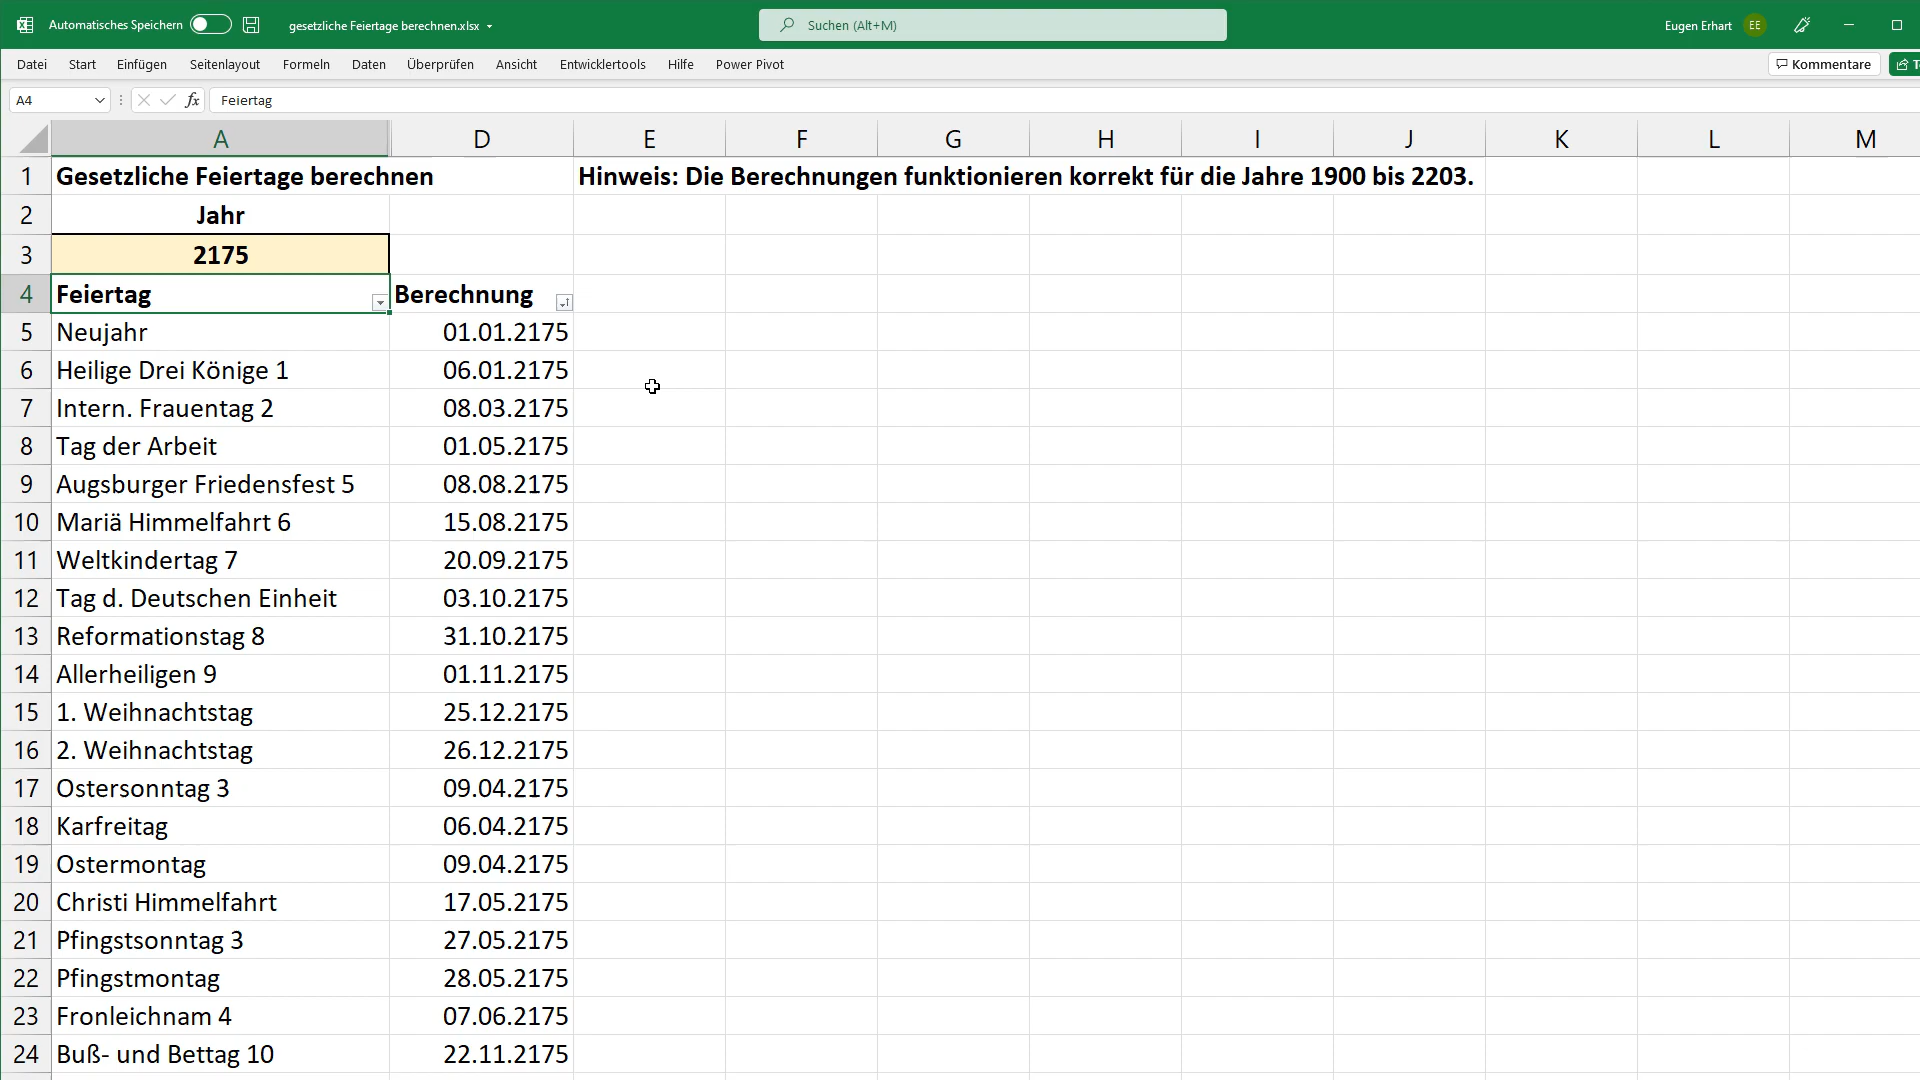 Automatisches Speichern gesetzliche Feiertage berechnen.xlsx Suchen (Alt+M) Eugen Erhart EE
Datei Start Einfügen Seitenlayout Formeln Daten Überprüfen Ansicht Entwicklertools Hilfe Power Pivot Kommentare
A4 fx Feiertag
A D E F G H I J K L M
1 Gesetzliche Feiertage berechnen Hinweis: Die Berechnungen funktionieren korrekt für die Jahre 1900 bis 2203.
2 Jahr
3 2175
4 Feiertag Berechnung
5 Neujahr 01.01.2175
6 Heilige Drei Könige 1 06.01.2175
7 Intern. Frauentag 2 08.03.2175
8 Tag der Arbeit 01.05.2175
9 Augsburger Friedensfest 5 08.08.2175
10 Mariä Himmelfahrt 6 15.08.2175
11 Weltkindertag 7 20.09.2175
12 Tag d. Deutschen Einheit 03.10.2175
13 Reformationstag 8 31.10.2175
14 Allerheiligen 9 01.11.2175
15 1. Weihnachtstag 25.12.2175
16 2. Weihnachtstag 26.12.2175
17 Ostersonntag 3 09.04.2175
18 Karfreitag 06.04.2175
19 Ostermontag 09.04.2175
20 Christi Himmelfahrt 17.05.2175
21 Pfingstsonntag 3 27.05.2175
22 Pfingstmontag 28.05.2175
23 Fronleichnam 4 07.06.2175
24 Buß- und Bettag 10 22.11.2175